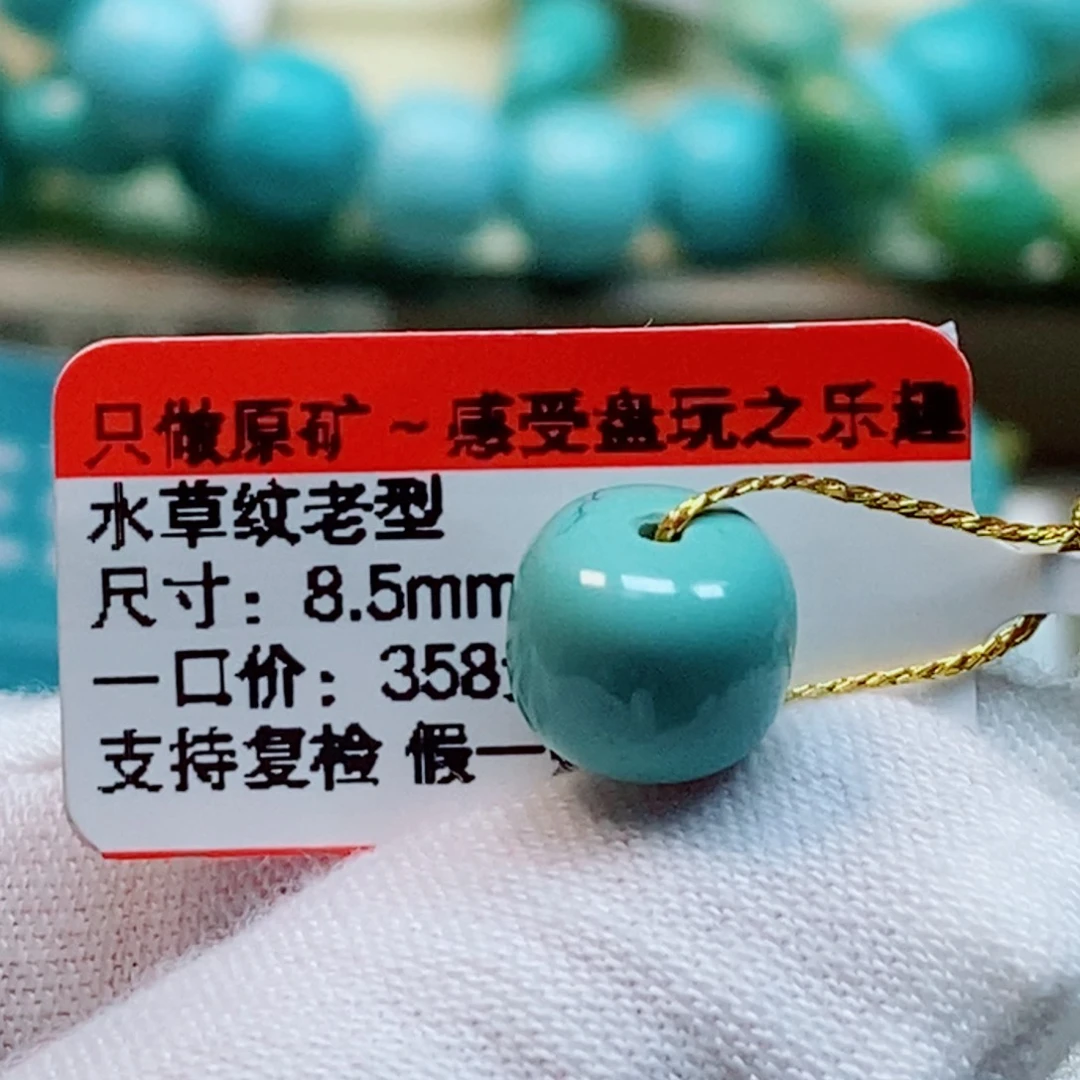 只做原矿 ~ 感受盘玩之乐趣
水草纹老型
尺寸：8.5mm
一口价：358
支持复检 假一